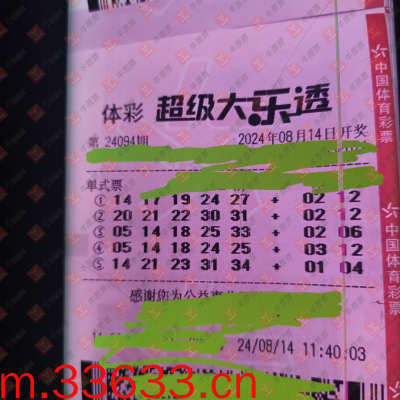 体彩 超级大乐透
第 24094期 2024年08月14日开奖
单式票
① 14 17 19 24 27 + 02 12
② 20 21 22 30 31 + 02 12
③ 05 14 18 25 33 + 02 06
④ 05 14 18 24 25 + 03 12
⑤ 14 21 23 31 34 + 01 04
感谢您为公益事
24/08/14 11:40:03
中国体育彩票
中国体育彩票
m.33633.cn